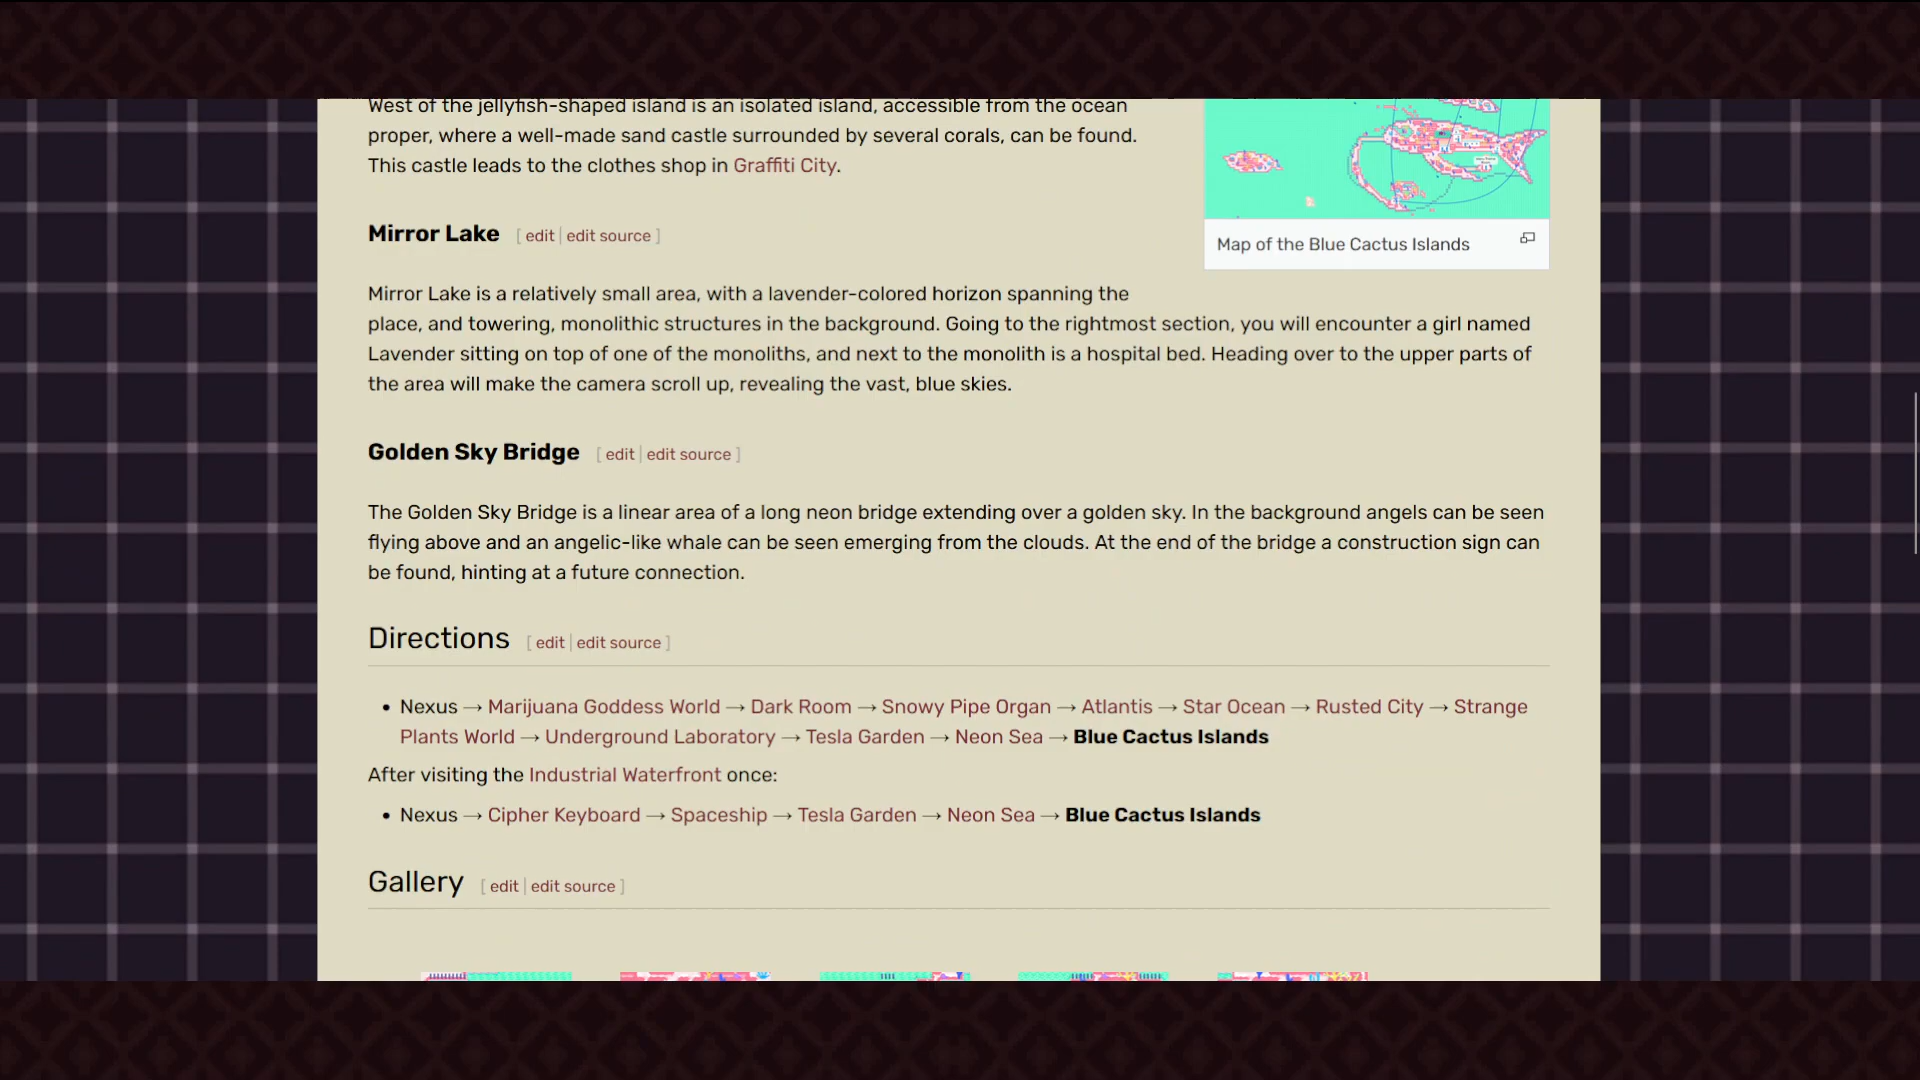 West of the jellyfish-shaped island is an isolated island, accessible from the ocean
proper, where a well-made sand castle surrounded by several corals, can be found.
This castle leads to the clothes shop in Graffiti City.
Map of the Blue Cactus Islands
Mirror Lake [ edit | edit source ]
Mirror Lake is a relatively small area, with a lavender-colored horizon spanning the
place, and towering, monolithic structures in the background. Going to the rightmost section, you will encounter a girl named
Lavender sitting on top of one of the monoliths, and next to the monolith is a hospital bed. Heading over to the upper parts of
the area will make the camera scroll up, revealing the vast, blue skies.
Golden Sky Bridge [ edit | edit source ]
The Golden Sky Bridge is a linear area of a long neon bridge extending over a golden sky. In the background angels can be seen
flying above and an angelic-like whale can be seen emerging from the clouds. At the end of the bridge a construction sign can
be found, hinting at a future connection.
Directions [ edit | edit source ]
• Nexus → Marijuana Goddess World → Dark Room → Snowy Pipe Organ → Atlantis → Star Ocean → Rusted City → Strange
Plants World → Underground Laboratory → Tesla Garden → Neon Sea → Blue Cactus Islands
After visiting the Industrial Waterfront once:
• Nexus → Cipher Keyboard → Spaceship → Tesla Garden → Neon Sea → Blue Cactus Islands
Gallery [ edit | edit source ]